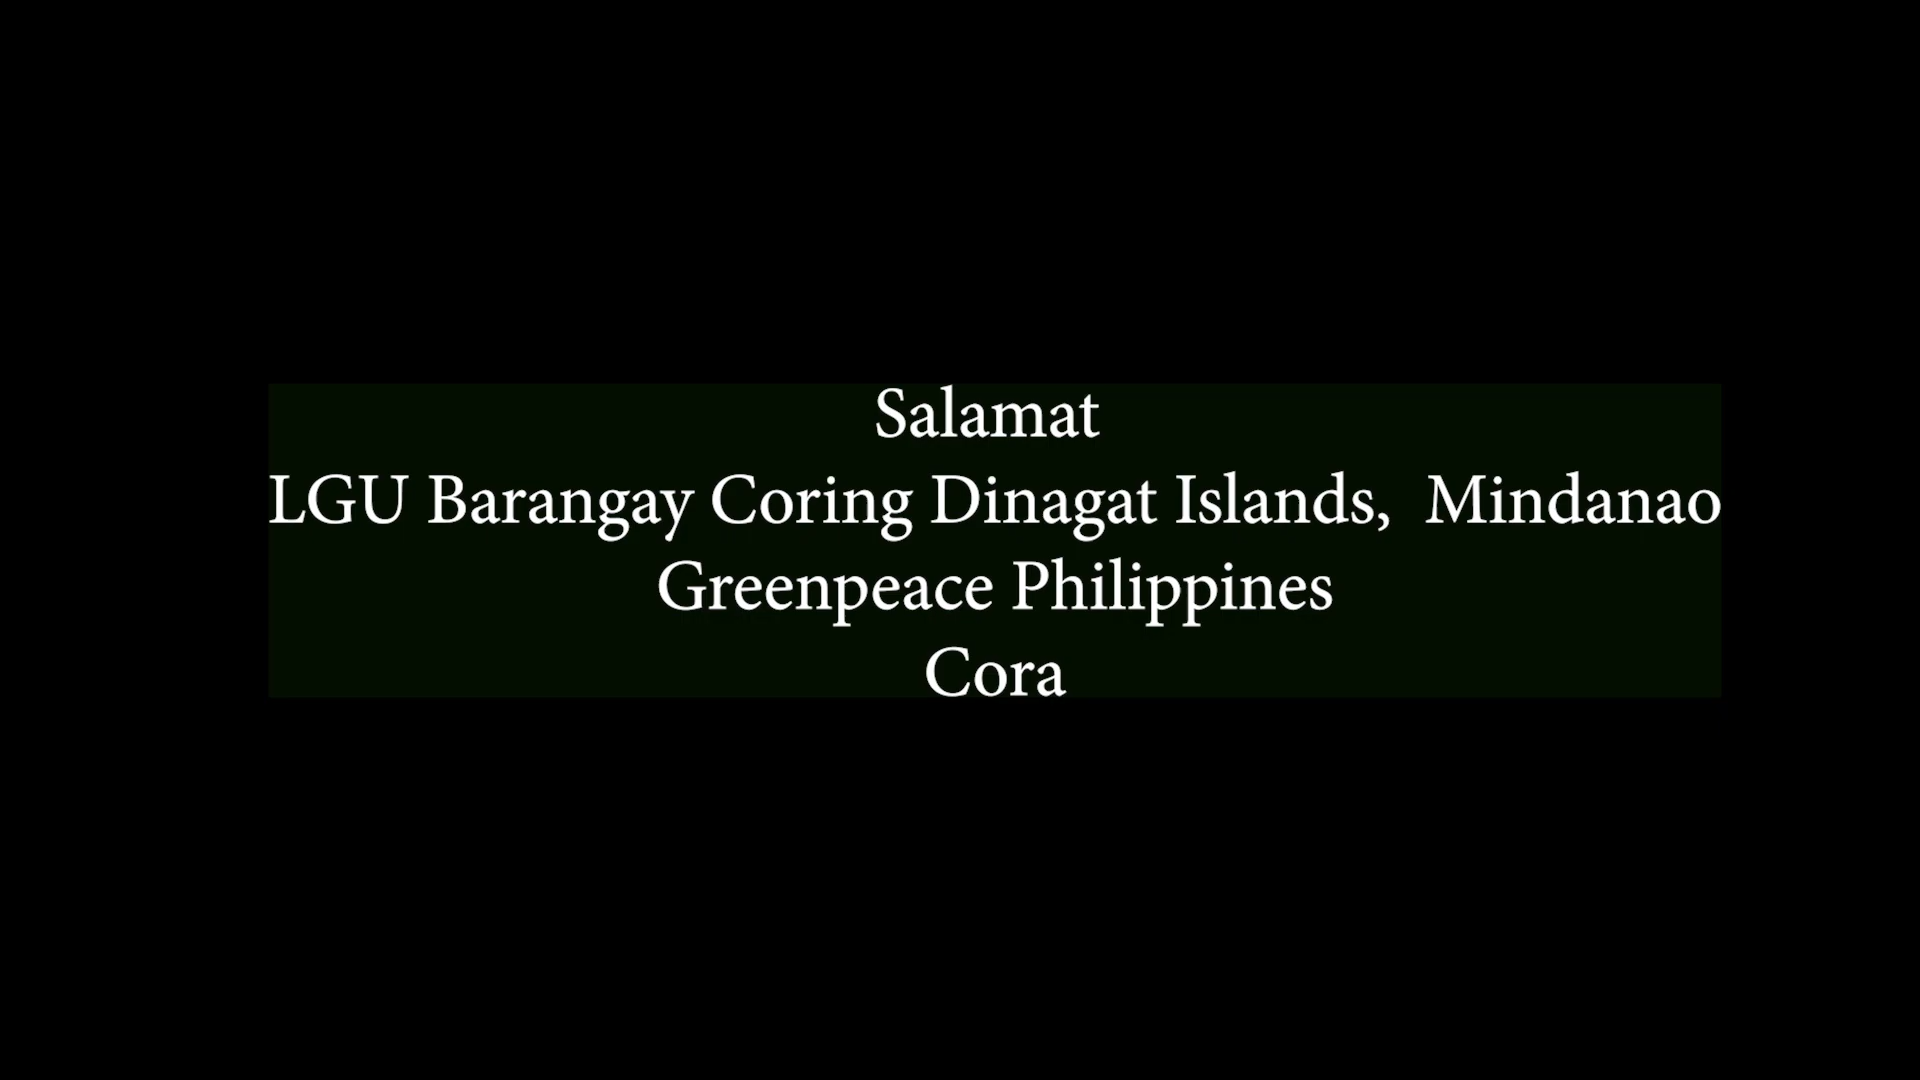 Salamat
LGU Barangay Coring Dinagat Islands,  Mindanao
Greenpeace Philippines
Cora